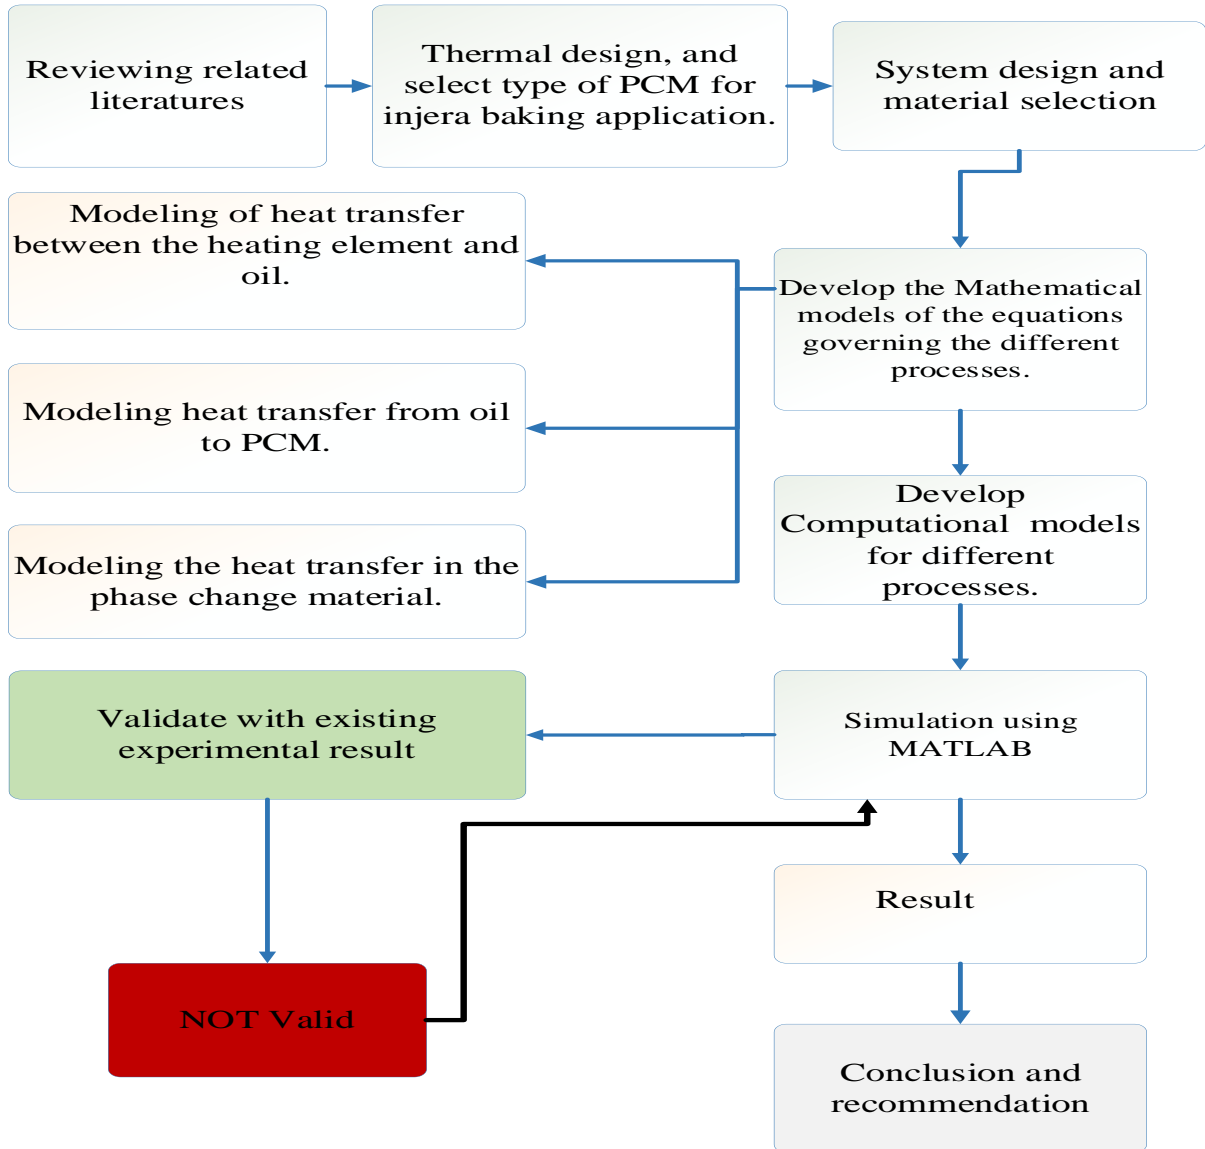 Reviewing related
literatures
Thermal design, and
select type of PCM for
injera baking application.
System design and
material selection
Modeling of heat transfer
between the heating element and
oil.
Develop the Mathematical
models of the equations
governing the different
processes.
Modeling heat transfer from oil
to PCM.
Develop
Computational models
for different
processes.
Modeling the heat transfer in the
phase change material.
Validate with existing
experimental result
Simulation using
MATLAB
Result
NOT Valid
Conclusion and
recommendation